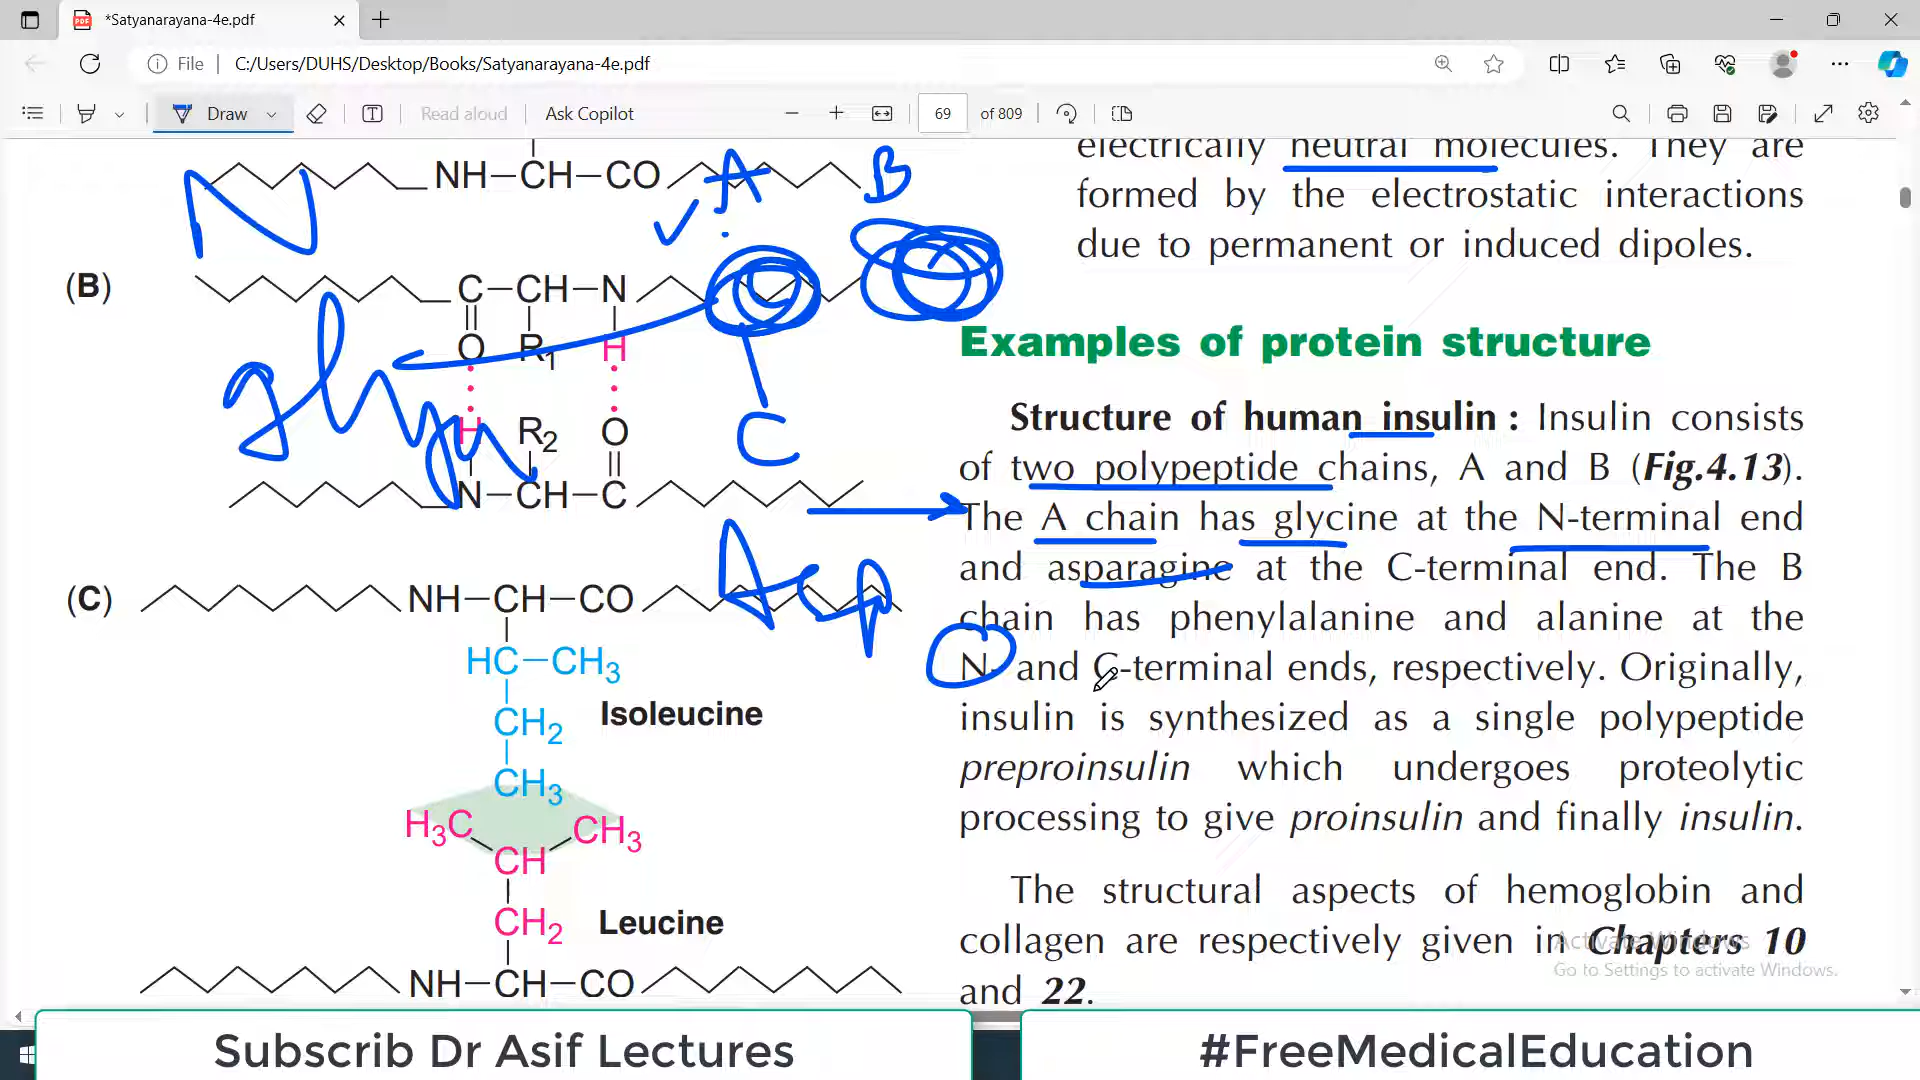 *Satyanarayana-4e.pdf
File C:/Users/DUHS/Desktop/Books/Satyanarayana-4e.pdf
Draw Read aloud Ask Copilot 69 of 809
NH—CH—CO
N A B
(B)
C—CH—N
O R1 H
C
gly
H R2 O
C
N—CH—C
(C)
NH—CH—CO
HC—CH3
CH2 Isoleucine
CH3
H3C CH3
CH
CH2 Leucine
NH—CH—CO
electrically neutral molecules. They are
formed by the electrostatic interactions
due to permanent or induced dipoles.
Examples of protein structure
Structure of human insulin : Insulin consists
of two polypeptide chains, A and B (Fig.4.13).
The A chain has glycine at the N-terminal end
and asparagine at the C-terminal end. The B
chain has phenylalanine and alanine at the
N- and C-terminal ends, respectively. Originally,
insulin is synthesized as a single polypeptide
preproinsulin which undergoes proteolytic
processing to give proinsulin and finally insulin.
The structural aspects of hemoglobin and
collagen are respectively given in Chapters 10
and 22.
Activate Windows
Go to Settings to activate Windows.
Subscrib Dr Asif Lectures
#FreeMedicalEducation